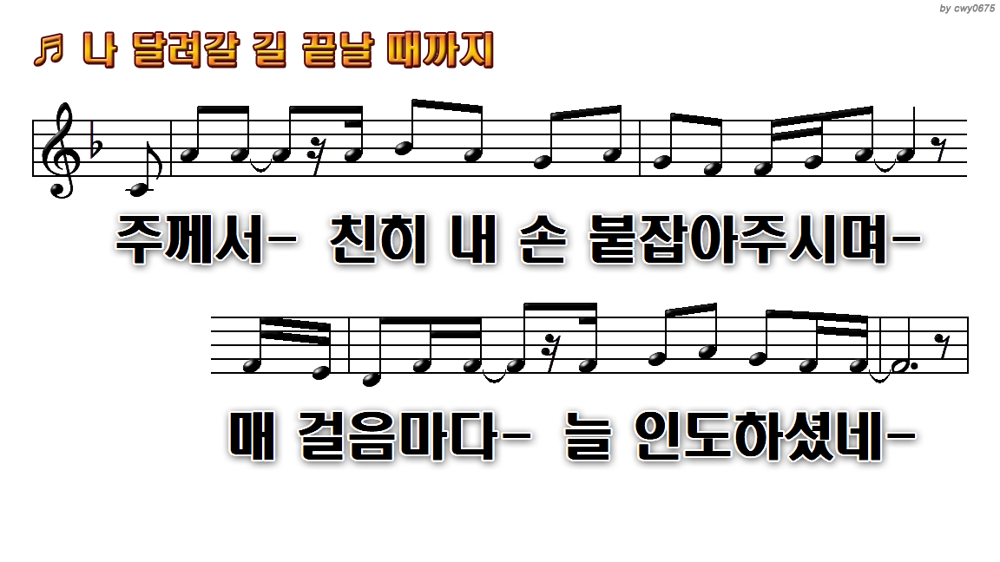 by cwy0675
♬ 나 달려갈 길 끝날 때까지
주께서- 친히 내 손 붙잡아주시며-
매 걸음마다- 늘 인도하셨네-